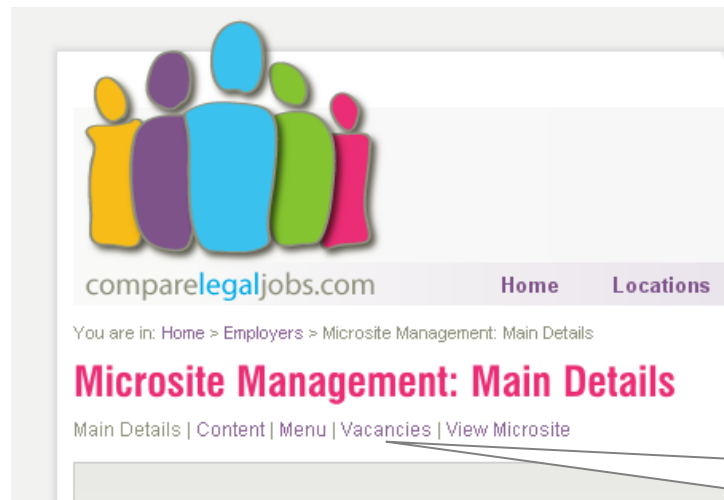 comparelegaljobs.com
Home Locations
You are in: Home > Employers > Microsite Management: Main Details
Microsite Management: Main Details
Main Details | Content | Menu | Vacancies | View Microsite